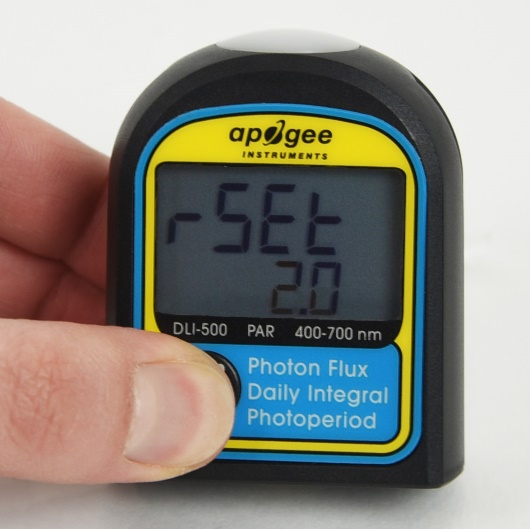 apogee
INSTRUMENTS
rSEt
2.0
DLI-500 PAR 400-700 nm
Photon Flux
Daily Integral
Photoperiod